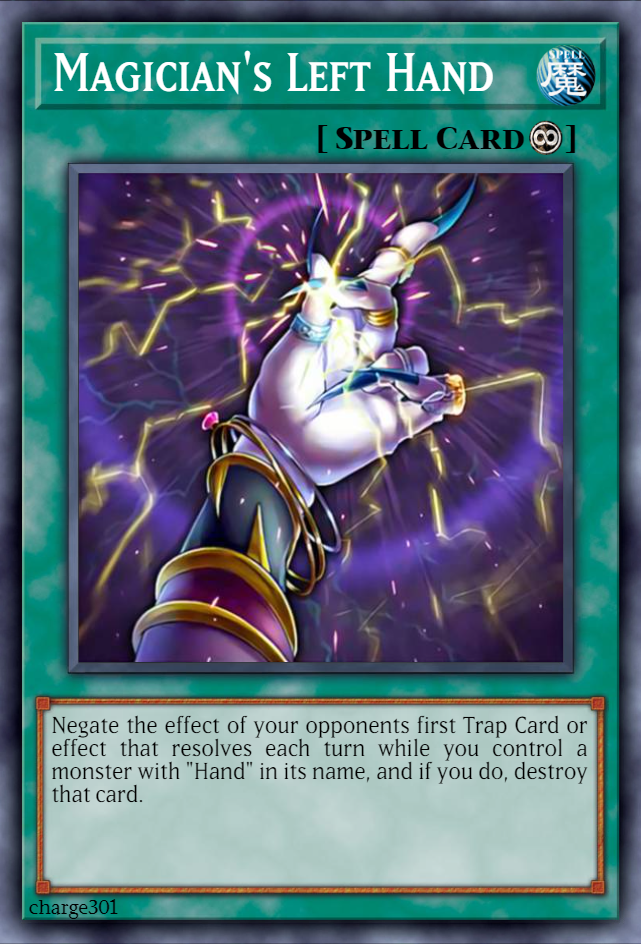 Magician's Left Hand
SPELL
魔
[ Spell Card ]
Negate the effect of your opponents first Trap Card or
effect that resolves each turn while you control a
monster with "Hand" in its name, and if you do, destroy
that card.
charge301